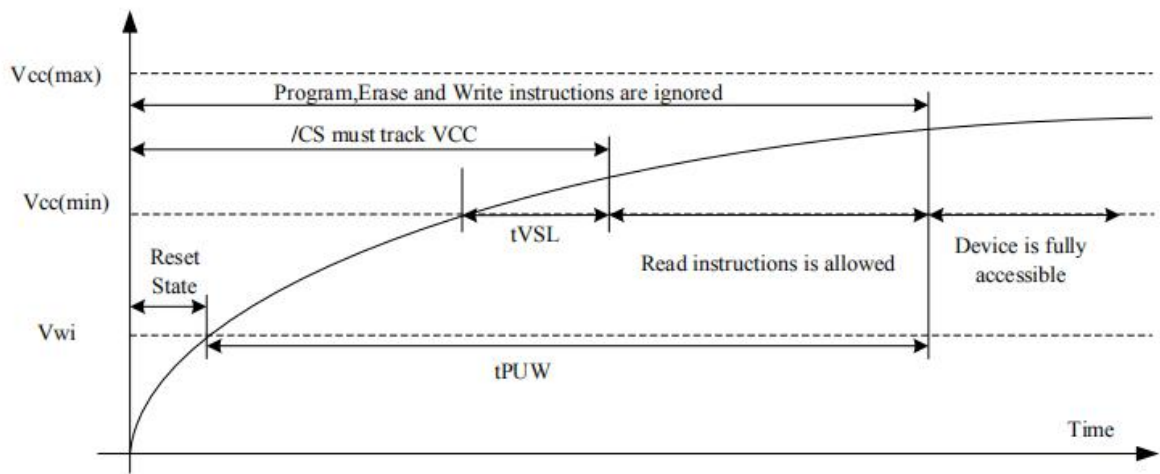 Vcc(max)
Program,Erase and Write instructions are ignored
/CS must track VCC
Vcc(min)
tVSL
Reset
State
Read instructions is allowed
Device is fully
accessible
Vwi
tPUW
Time